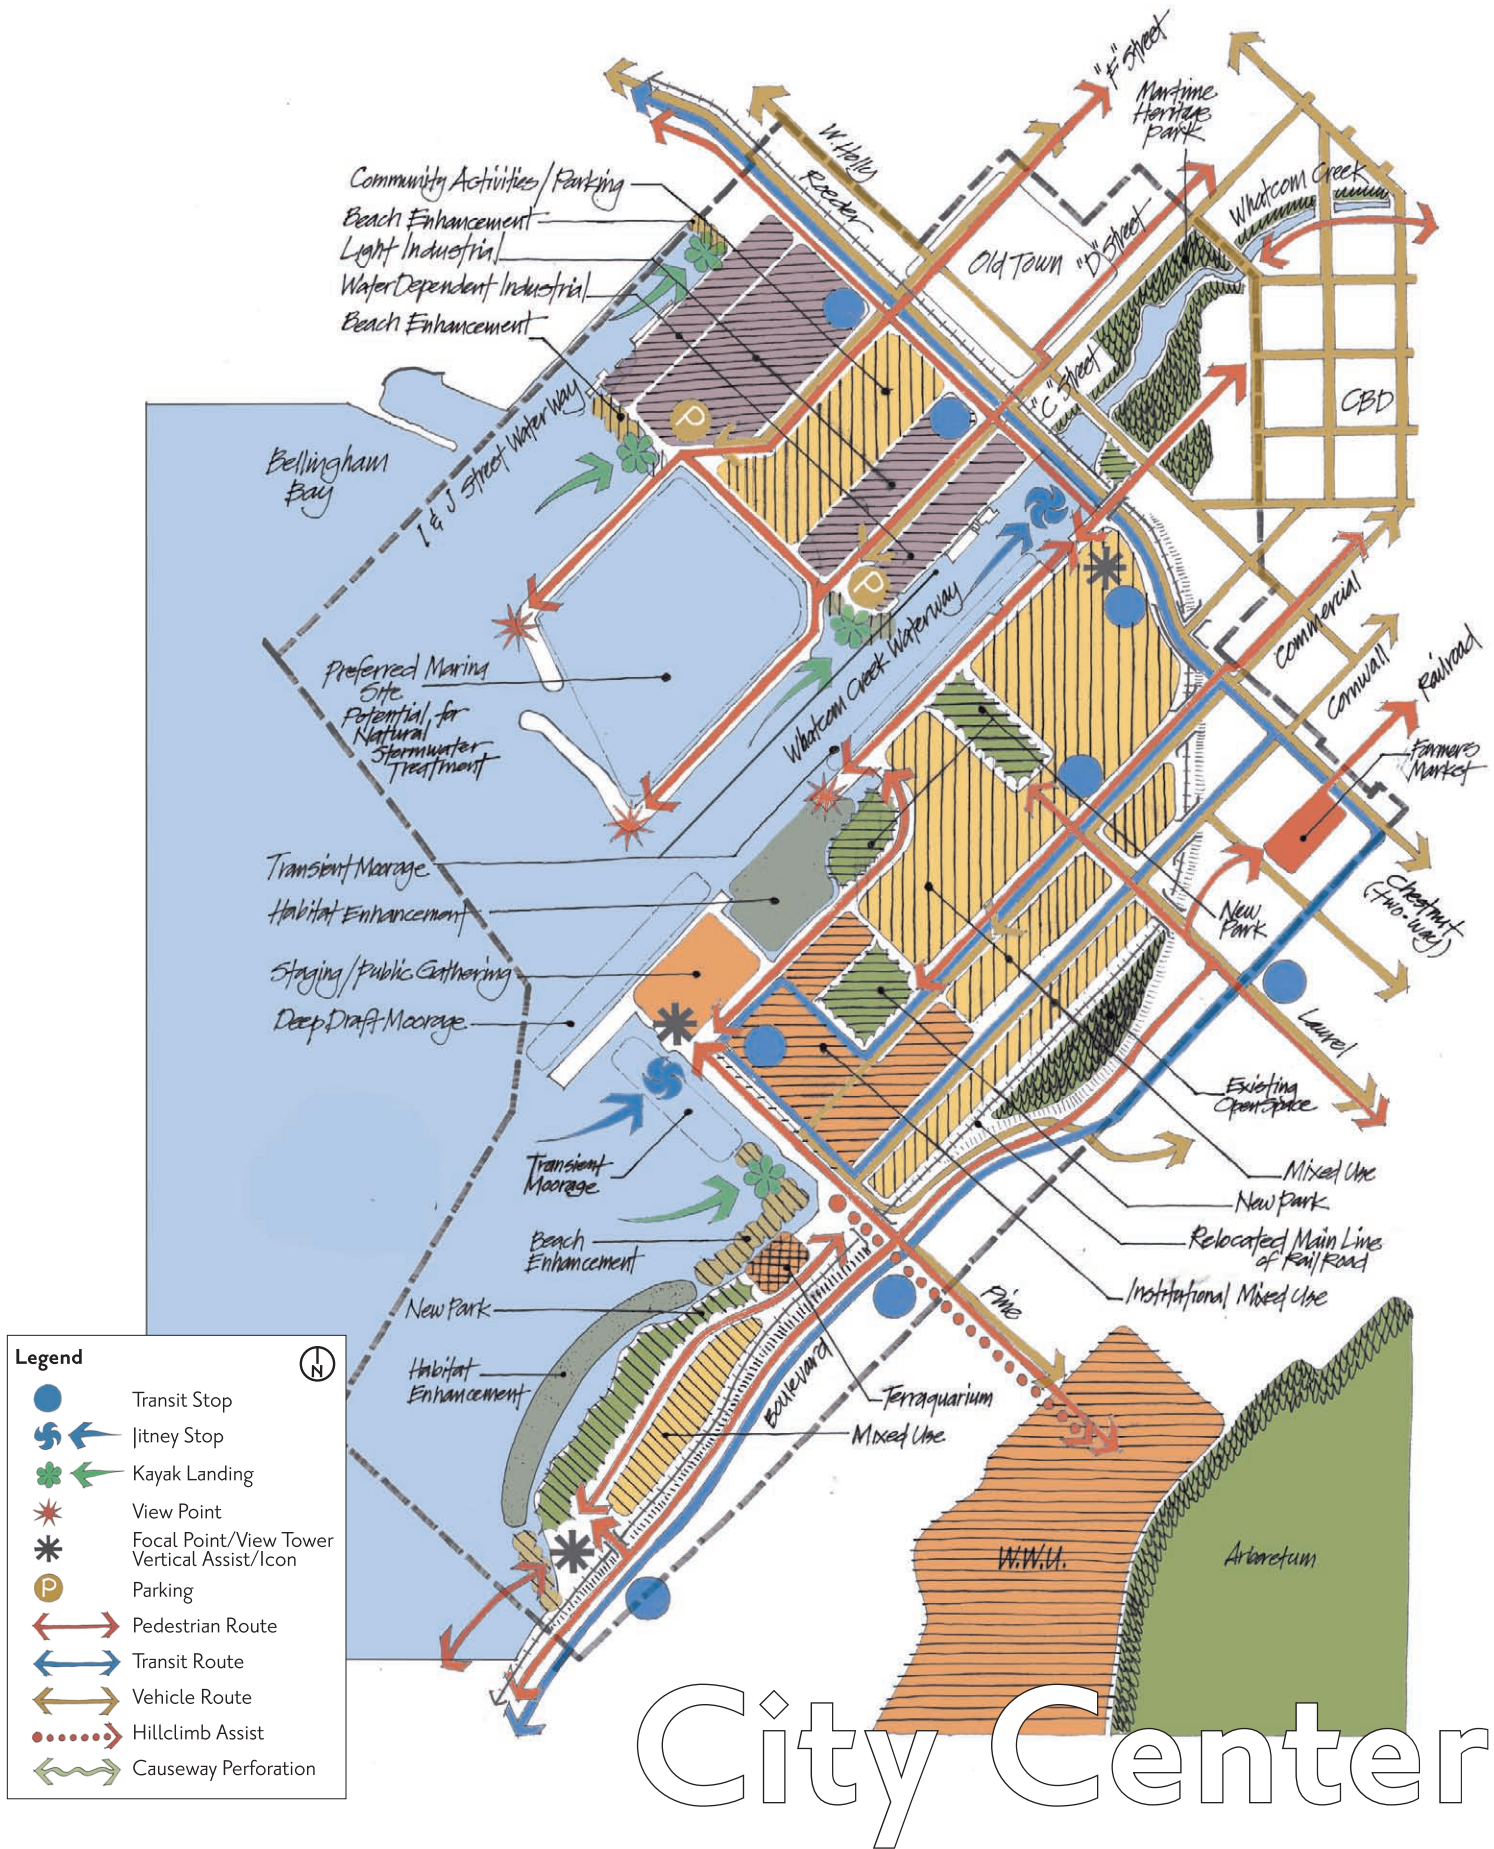 "F" Street
Maritime
Heritage
Park
W. Holly
Roeder
Whatcom Creek
Community Activities/Parking
Beach Enhancement
Light Industrial
Water Dependent Industrial
Beach Enhancement
Old Town
"D" Street
"C" Street
CBD
Bellingham
Bay
I & J Street Waterway
P
P
Whatcom Creek Waterway
Commercial
Cornwall
Railroad
Farmers
Market
Preferred Marina
Site
Potential for
Natural
Stormwater
Treatment
Transient Moorage
Habitat Enhancement
Staging/Public Gathering
Deep Draft Moorage
New
Park
Chestnut
(two-way)
Laurel
Existing
Open Space
Transient
Moorage
Mixed Use
New Park
Relocated Main Line
of Rail Road
Institutional Mixed Use
Beach
Enhancement
New Park
Pine
Habitat
Enhancement
Boulevard
Terraquarium
Mixed Use
W.W.U.
Arboretum
Legend
N
Transit Stop
Jitney Stop
Kayak Landing
View Point
Focal Point/View Tower
Vertical Assist/Icon
P
Parking
Pedestrian Route
Transit Route
Vehicle Route
Hillclimb Assist
Causeway Perforation
City Center